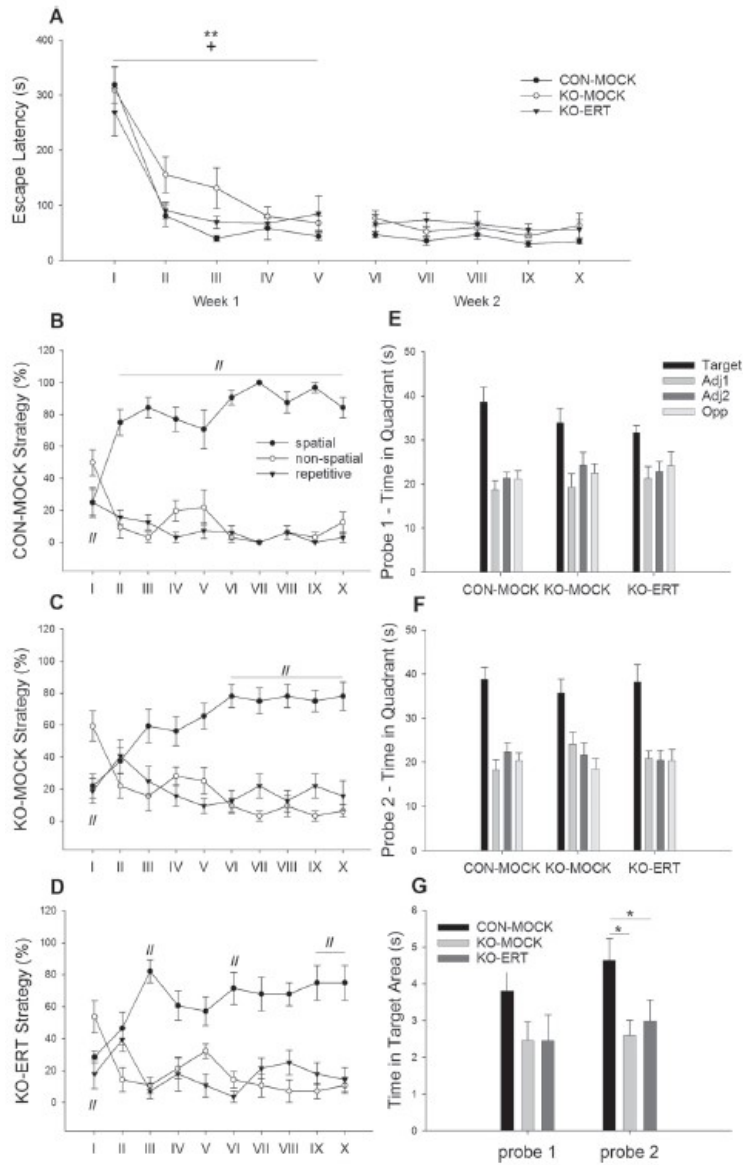 A
Escape Latency (s)
400
300
200
100
0
**
+
CON-MOCK
KO-MOCK
KO-ERT
I II III IV V VI VII VIII IX X
Week 1 Week 2
B
CON-MOCK Strategy (%)
120
100
80
60
40
20
0
//
//
spatial
non-spatial
repetitive
I II III IV V VI VII VIII IX X
C
KO-MOCK Strategy (%)
120
100
80
60
40
20
0
//
//
I II III IV V VI VII VIII IX X
D
KO-ERT Strategy (%)
120
100
80
60
40
20
0
// // //
//
I II III IV V VI VII VIII IX X
E
Probe 1 - Time in Quadrant (s)
50
40
30
20
10
0
Target
Adj1
Adj2
Opp
CON-MOCK KO-MOCK KO-ERT
F
Probe 2 - Time in Quadrant (s)
50
40
30
20
10
0
CON-MOCK KO-MOCK KO-ERT
G
Time in Target Area (s)
6
5
4
3
2
1
0
CON-MOCK
KO-MOCK
KO-ERT
*
*
probe 1 probe 2